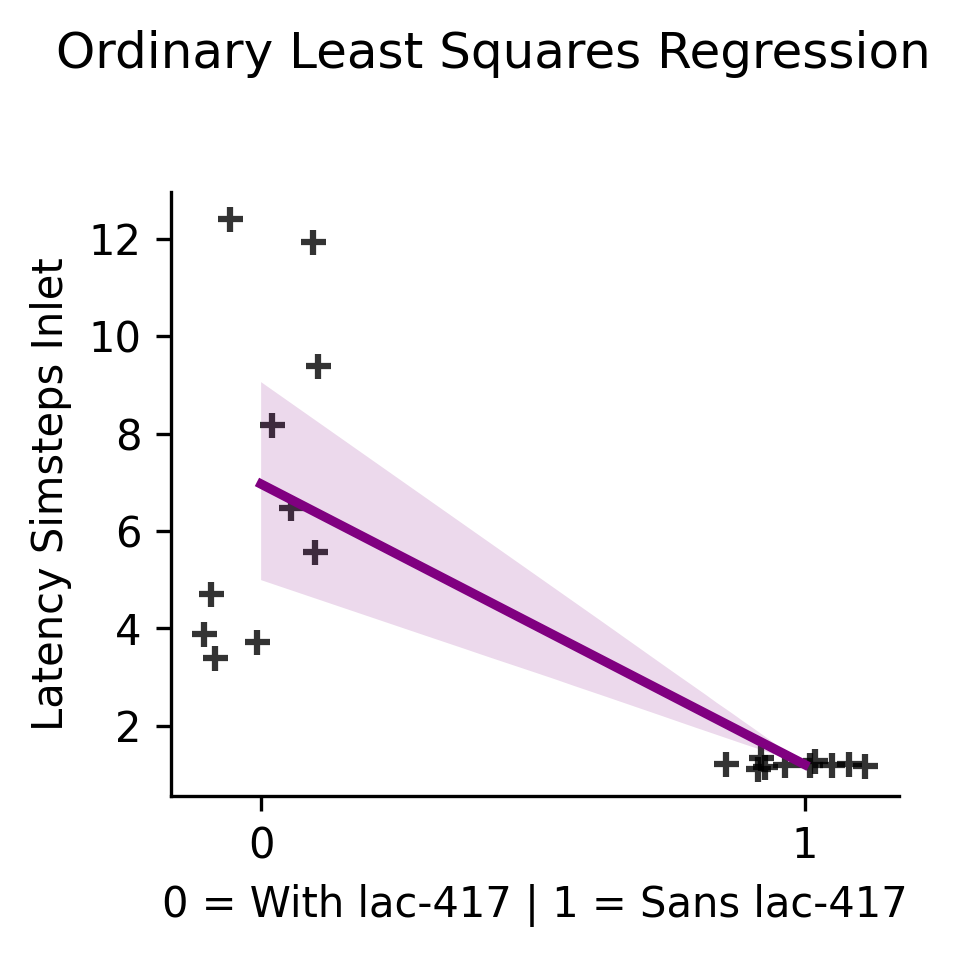 Ordinary Least Squares Regression
Latency Simsteps Inlet
12
10
8
6
4
2
0
1
0 = With lac-417 | 1 = Sans lac-417